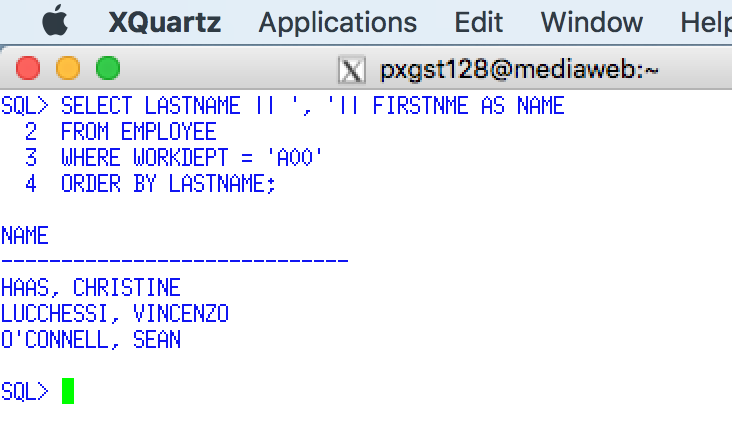 XQuartz Applications Edit Window Help
X pxgst128@mediaweb:~
SQL> SELECT LASTNAME || ', '|| FIRSTNME AS NAME
2 FROM EMPLOYEE
3 WHERE WORKDEPT = 'A00'
4 ORDER BY LASTNAME;
NAME
-----------------------------
HAAS, CHRISTINE
LUCCHESSI, VINCENZO
O'CONNELL, SEAN
SQL>